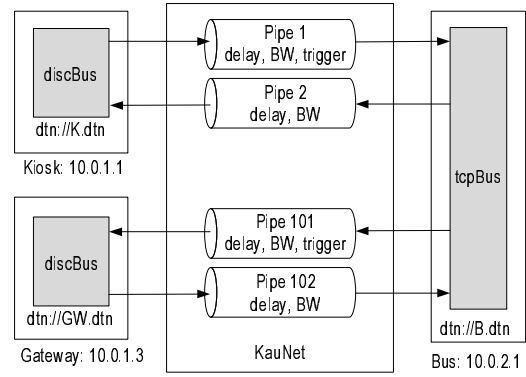 discBus
dtn://K.dtn
Kiosk: 10.0.1.1
discBus
dtn://GW.dtn
Gateway: 10.0.1.3
Pipe 1
delay, BW, trigger
Pipe 2
delay, BW
Pipe 101
delay, BW, trigger
Pipe 102
delay, BW
KauNet
tcpBus
dtn://B.dtn
Bus: 10.0.2.1